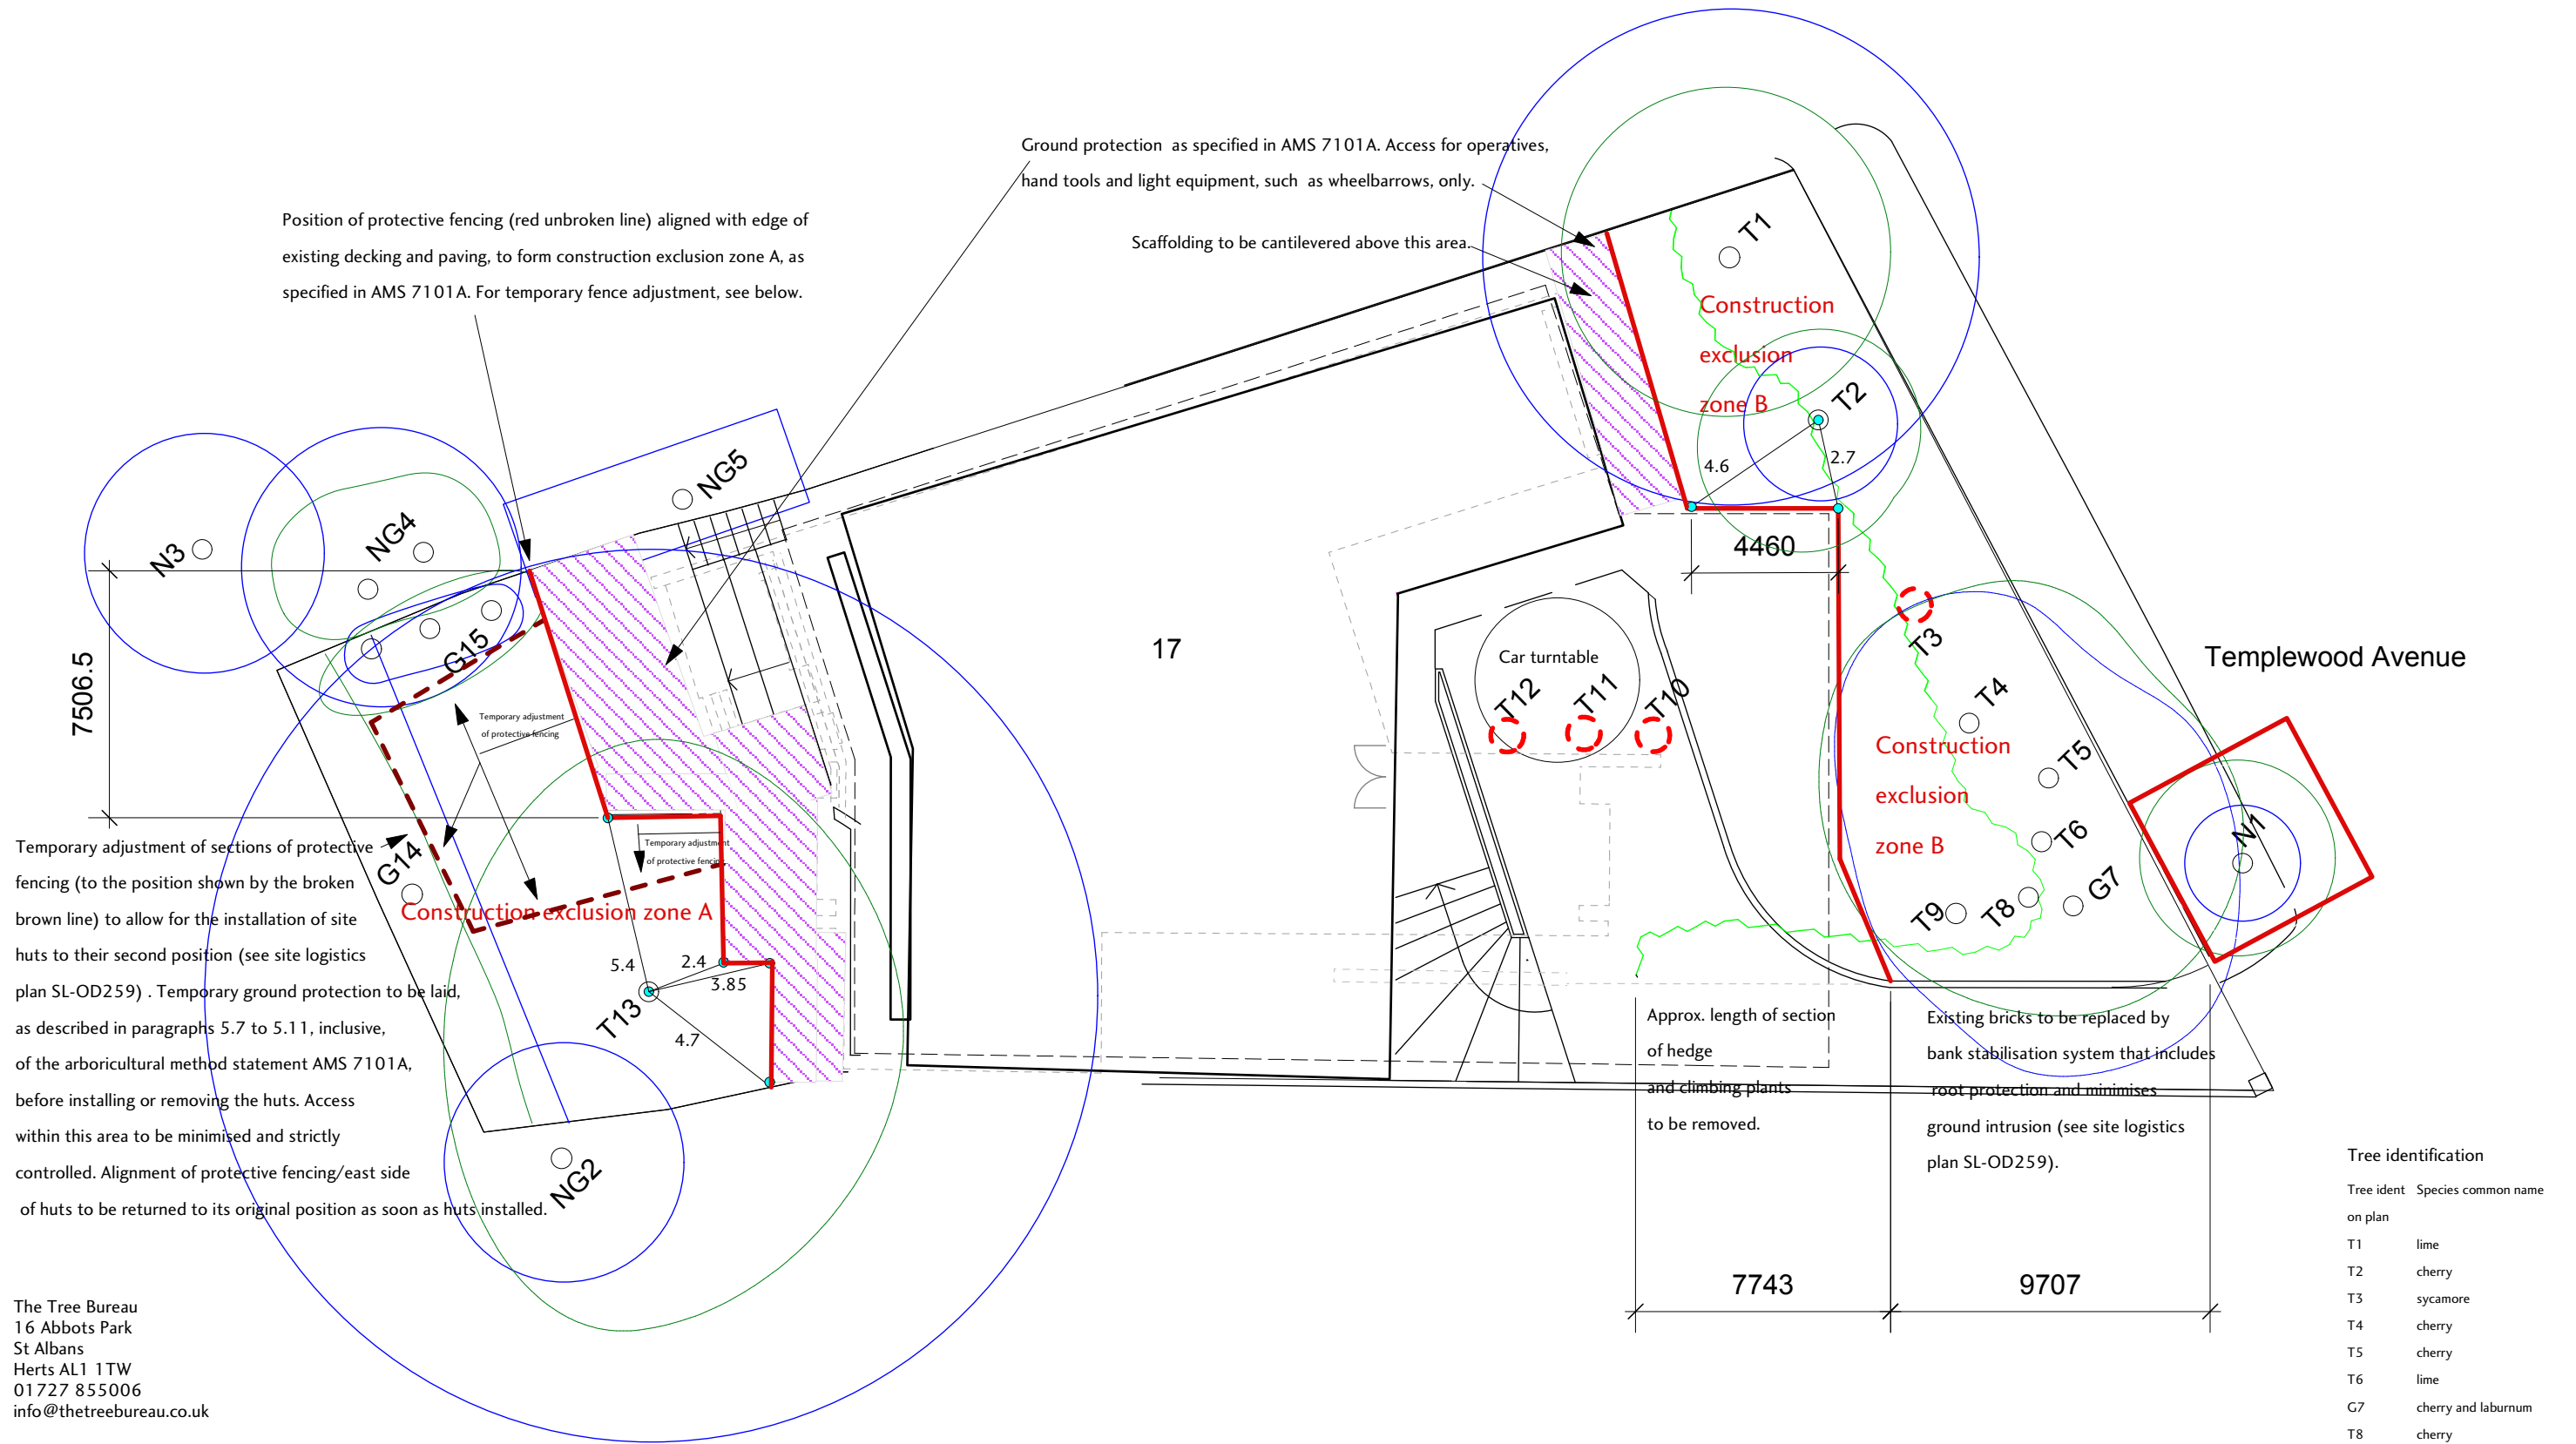 Ground protection as specified in AMS 7101A. Access for operatives,
hand tools and light equipment, such as wheelbarrows, only.
Scaffolding to be cantilevered above this area.
Position of protective fencing (red unbroken line) aligned with edge of
existing decking and paving, to form construction exclusion zone A, as
specified in AMS 7101A. For temporary fence adjustment, see below.
T1
Construction
exclusion
zone B
T2
4.6
2.7
4460
NG5
NG4
N3
G15
7506.5
17
Car turntable
T12
T11
T10
T3
T4
T5
T6
G7
T8
T9
Construction
exclusion
zone B
Templewood Avenue
N1
Temporary adjustment
of protective fencing
Temporary adjustment
of protective fencing
G14
Construction exclusion zone A
5.4
2.4
3.85
4.7
T13
NG2
Temporary adjustment of sections of protective
fencing (to the position shown by the broken
brown line) to allow for the installation of site
huts to their second position (see site logistics
plan SL-OD259) . Temporary ground protection to be laid,
as described in paragraphs 5.7 to 5.11, inclusive,
of the arboricultural method statement AMS 7101A,
before installing or removing the huts. Access
within this area to be minimised and strictly
controlled. Alignment of protective fencing/east side
of huts to be returned to its original position as soon as huts installed.
Approx. length of section
of hedge
and climbing plants
to be removed.
Existing bricks to be replaced by
bank stabilisation system that includes
root protection and minimises
ground intrusion (see site logistics
plan SL-OD259).
7743
9707
The Tree Bureau
16 Abbots Park
St Albans
Herts AL1 1TW
01727 855006
info@thetreebureau.co.uk
Tree identification
Tree ident Species common name
on plan
T1 lime
T2 cherry
T3 sycamore
T4 cherry
T5 cherry
T6 lime
G7 cherry and laburnum
T8 cherry